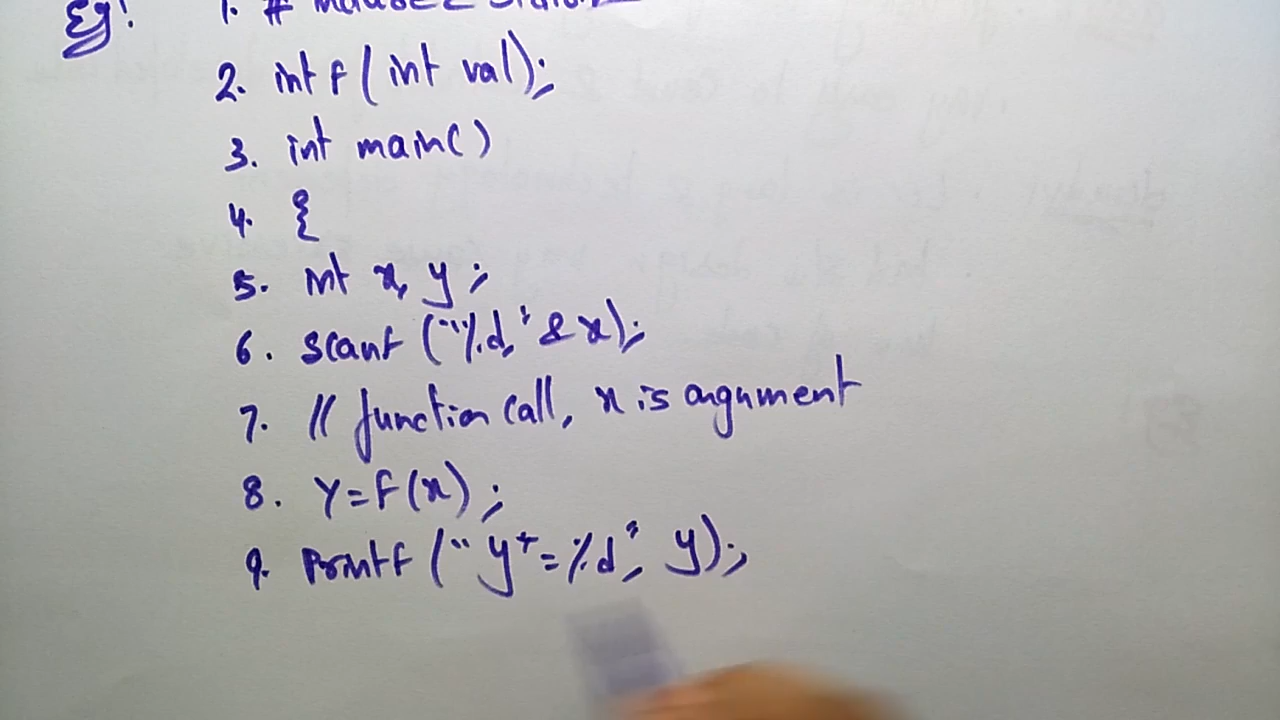 Eg! 1. #
2. int f (int val);
3. int main()
4. {
5. int x, y ;
6. scanf ("%d,' &x);
7. // function call, x is argument
8. Y=f(x) ;
9. Printf (" y+=%d", y);